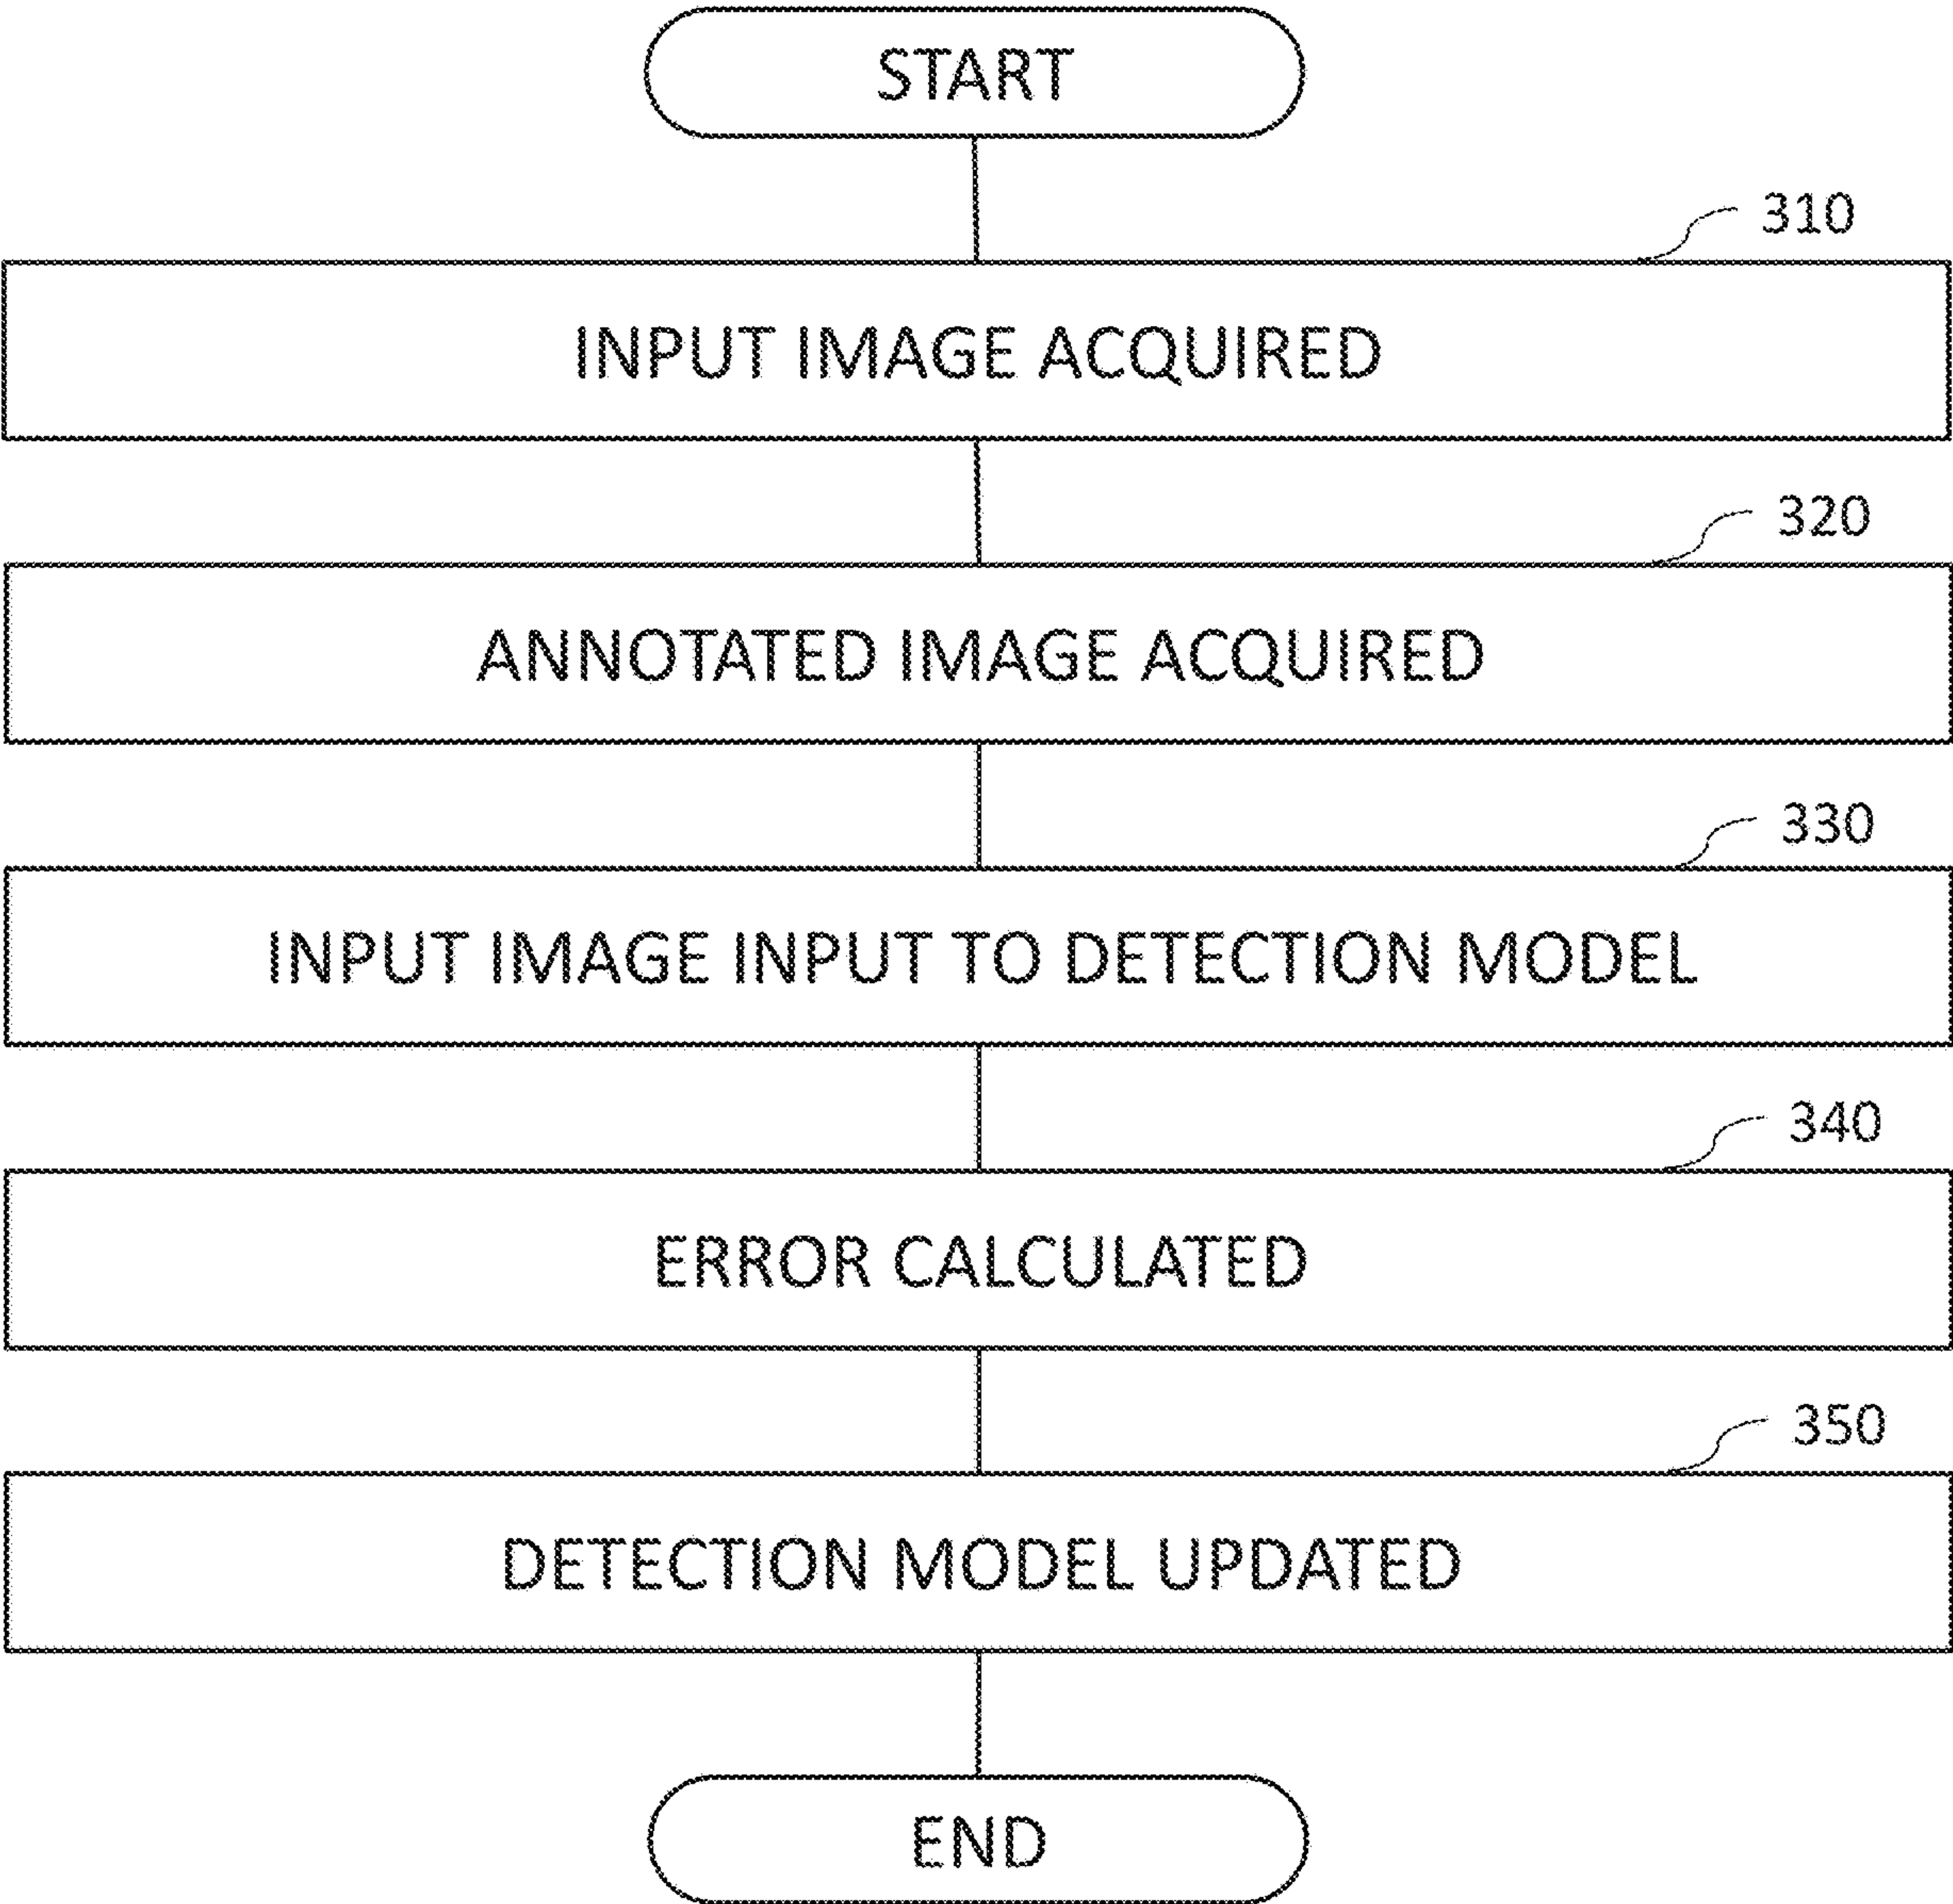 START
310
INPUT IMAGE ACQUIRED
320
ANNOTATED IMAGE ACQUIRED
330
INPUT IMAGE INPUT TO DETECTION MODEL
340
ERROR CALCULATED
350
DETECTION MODEL UPDATED
END